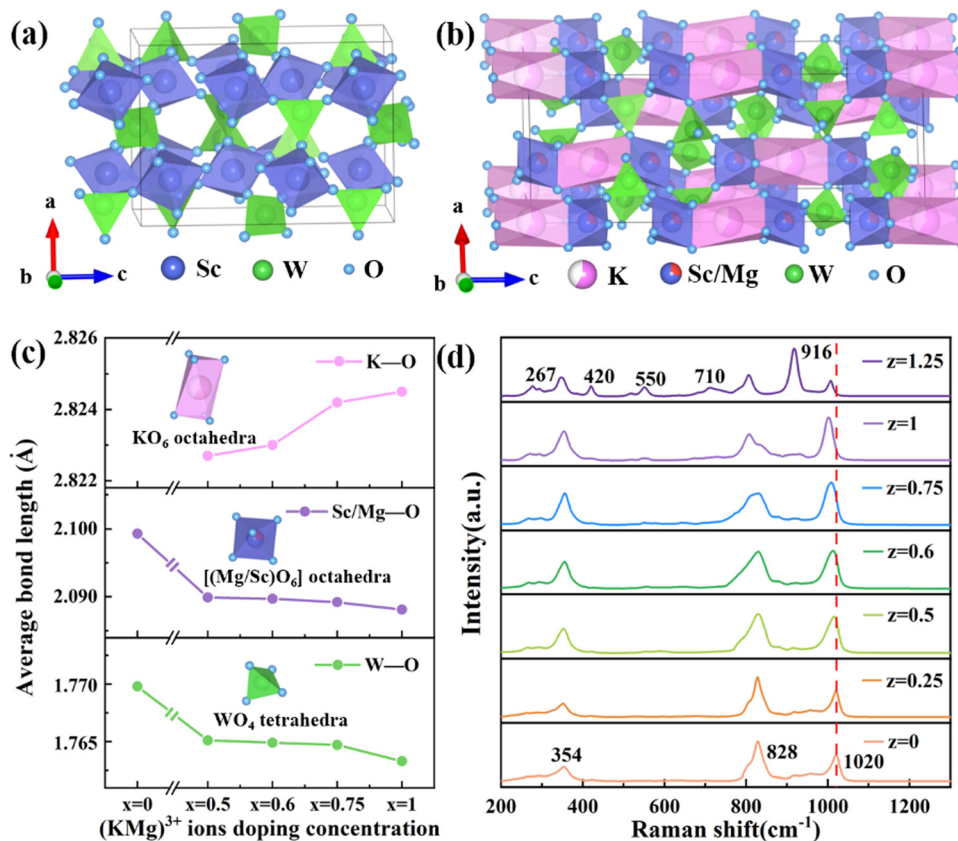 (a)
a
b
c
Sc
W
O
(b)
a
b
c
K
Sc/Mg
W
O
(c)
Average bond length (Å)
2.826
2.824
2.822
K—O
KO₆ octahedra
2.100
2.090
Sc/Mg—O
[(Mg/Sc)O₆] octahedra
1.770
1.765
W—O
WO₄ tetrahedra
x=0 x=0.5 x=0.6 x=0.75 x=1
(KMg)³⁺ ions doping concentration
(d)
Intensity(a.u.)
267 420 550 710 916
z=1.25
z=1
z=0.75
z=0.6
z=0.5
z=0.25
z=0
354 828 1020
200 400 600 800 1000 1200
Raman shift(cm⁻¹)